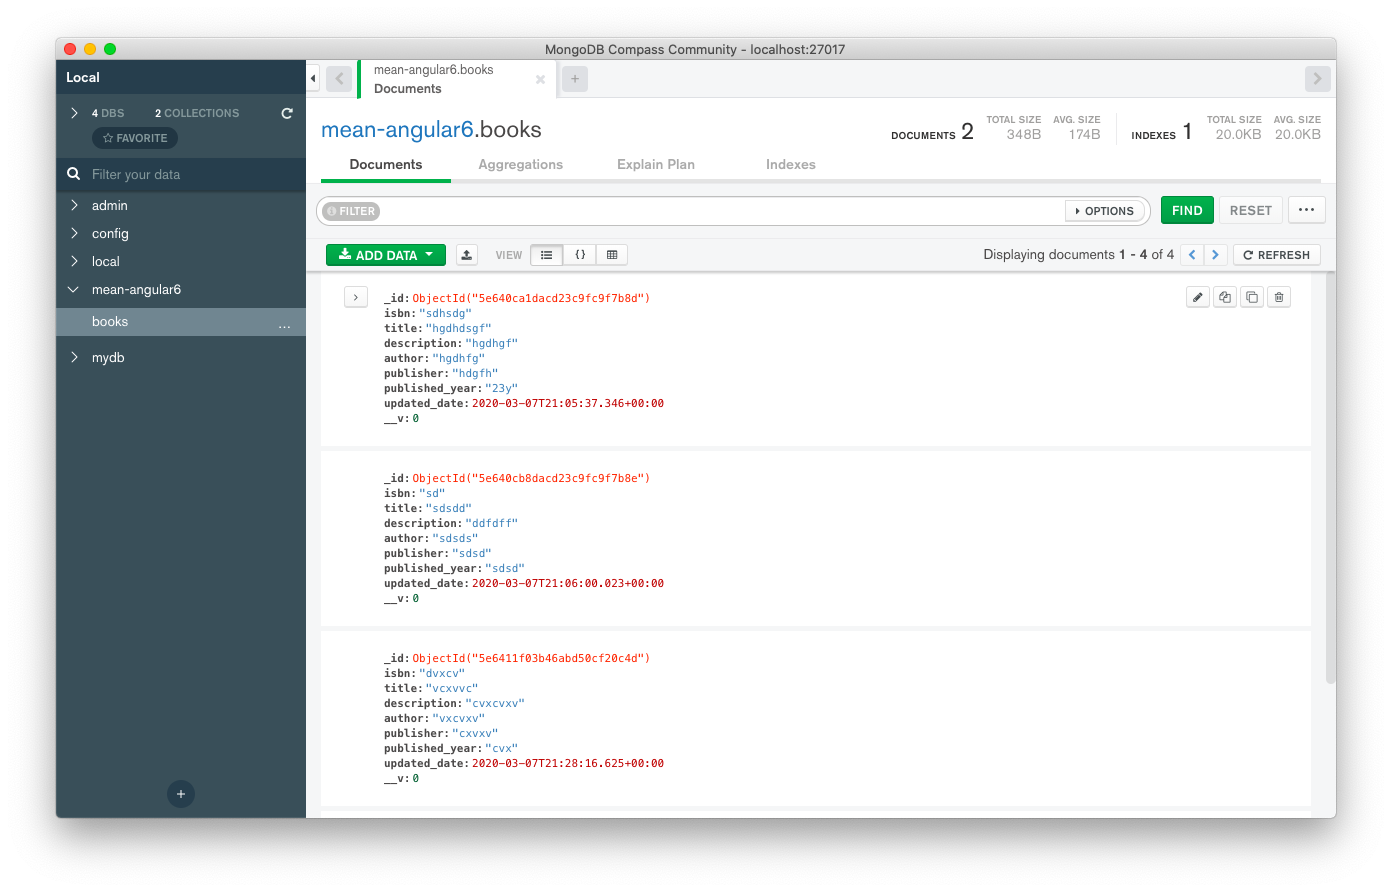 MongoDB Compass Community - localhost:27017
Local
4 DBS 2 COLLECTIONS
FAVORITE
Filter your data
admin
config
local
mean-angular6
books ...
mydb
+
mean-angular6.books
Documents
+
mean-angular6.books
DOCUMENTS 2 TOTAL SIZE 348B AVG. SIZE 174B INDEXES 1 TOTAL SIZE 20.0KB AVG. SIZE 20.0KB
Documents Aggregations Explain Plan Indexes
FILTER OPTIONS FIND RESET ...
ADD DATA VIEW {} Displaying documents 1 - 4 of 4 REFRESH
_id:ObjectId("5e640ca1dacd23c9fc9f7b8d")
isbn:"sdhsdg"
title:"hgdhdsgf"
description:"hgdhgf"
author:"hgdhfg"
publisher:"hdgfh"
published_year:"23y"
updated_date:2020-03-07T21:05:37.346+00:00
__v:0
_id:ObjectId("5e640cb8dacd23c9fc9f7b8e")
isbn:"sd"
title:"sdsdd"
description:"ddfdff"
author:"sdsds"
publisher:"sdsd"
published_year:"sdsd"
updated_date:2020-03-07T21:06:00.023+00:00
__v:0
_id:ObjectId("5e6411f03b46abd50cf20c4d")
isbn:"dvxcv"
title:"vcxvvc"
description:"cvxcvxv"
author:"vxcvxv"
publisher:"cxvxv"
published_year:"cvx"
updated_date:2020-03-07T21:28:16.625+00:00
__v:0